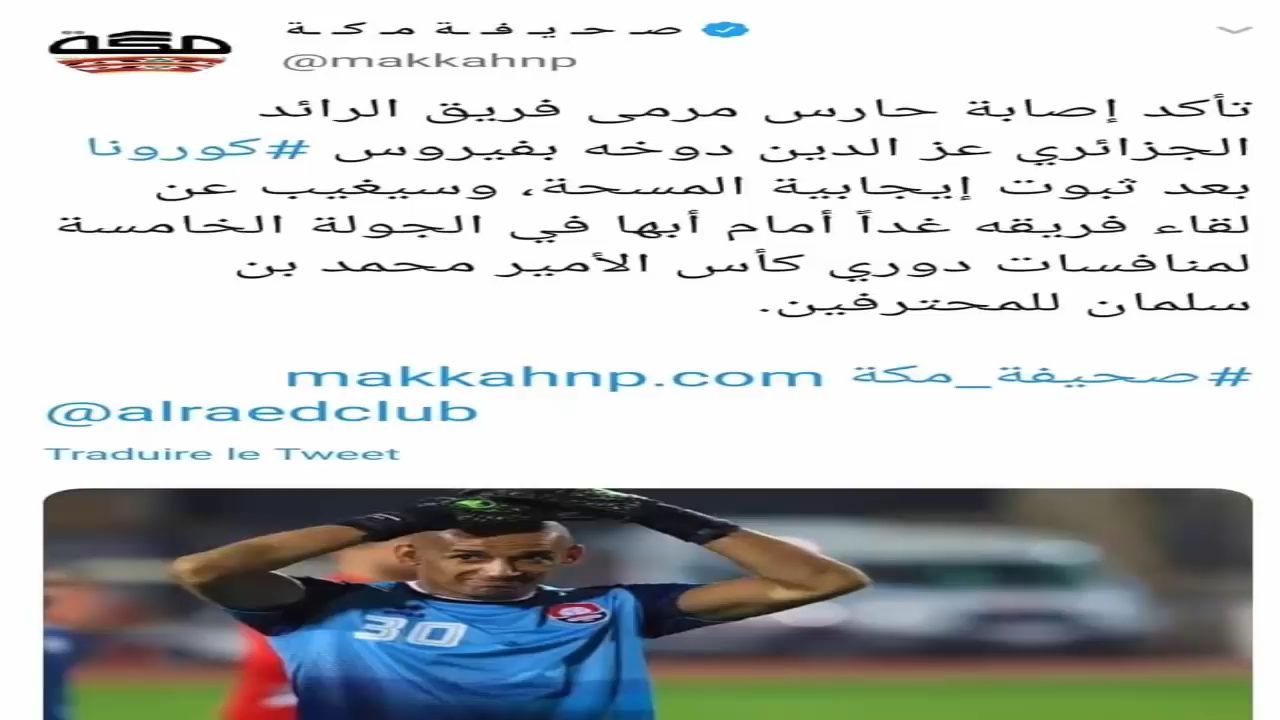 مكة
صحيفة مكة
@makkahnp
تأكد إصابة حارس مرمى فريق الرائد
الجزائري عز الدين دوخه بفيروس #كورونا
بعد ثبوت إيجابية المسحة، وسيغيب عن
لقاء فريقه غداً أمام أبها في الجولة الخامسة
لمنافسات دوري كأس الأمير محمد بن
سلمان للمحترفين.
#صحيفة_مكة makkahnp.com
@alraedclub
Traduire le Tweet
30